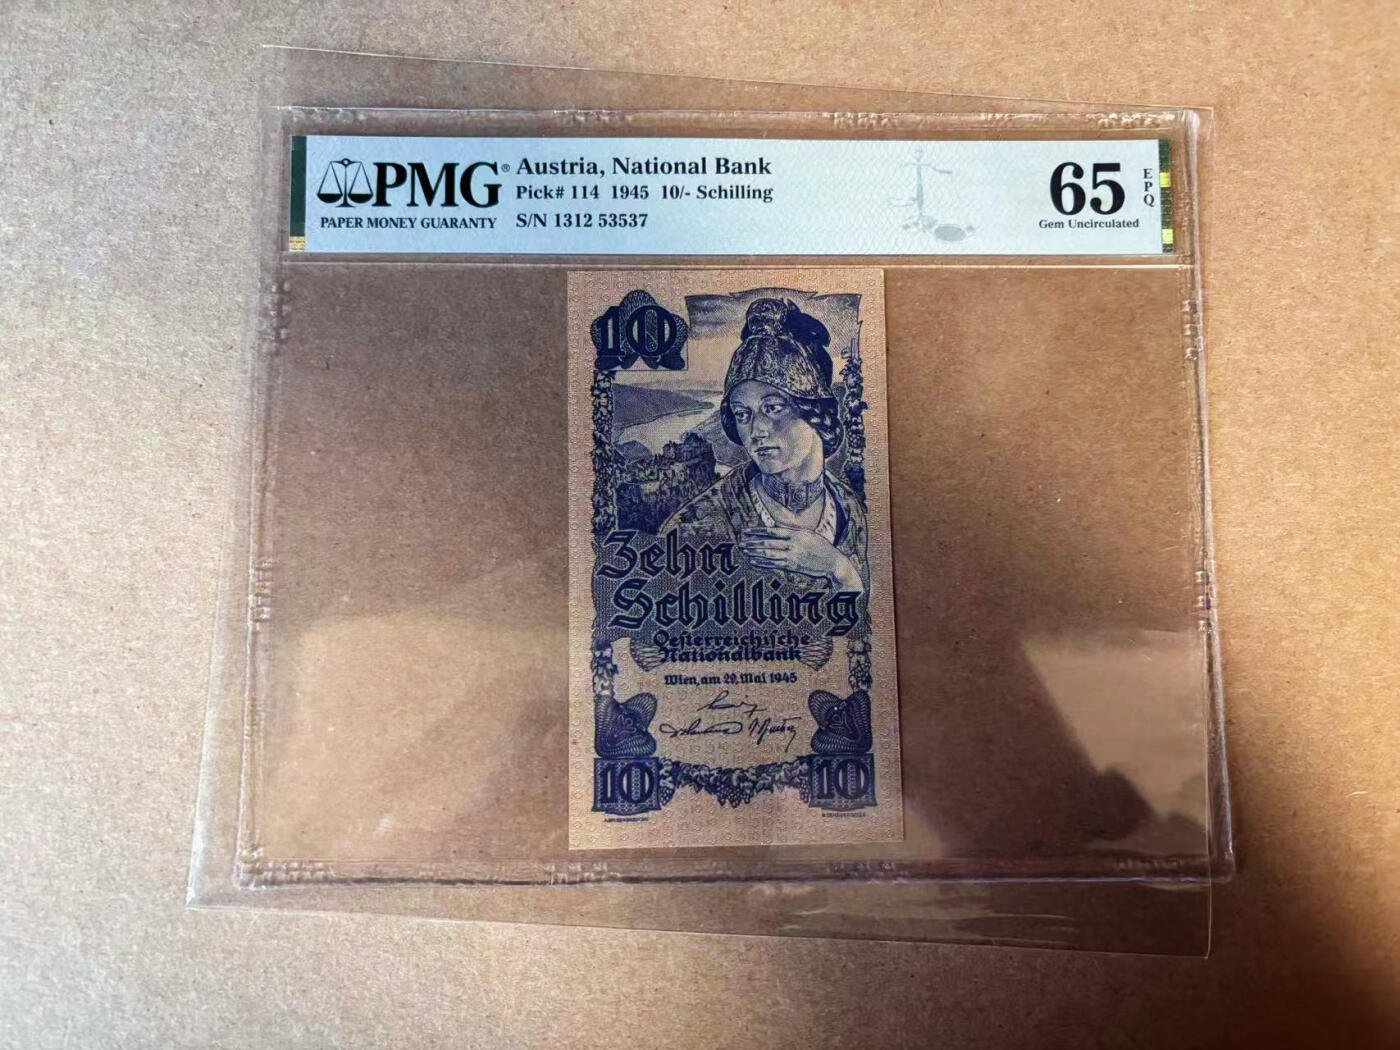 PMG®
PAPER MONEY GUARANTY
Austria, National Bank
Pick# 114 1945 10/- Schilling
S/N 1312 53537
65
EPQ
Gem Uncirculated
10
Zehn
Schilling
Oesterreichische
Nationalbank
Wien, am 29. Mai 1945
10 10